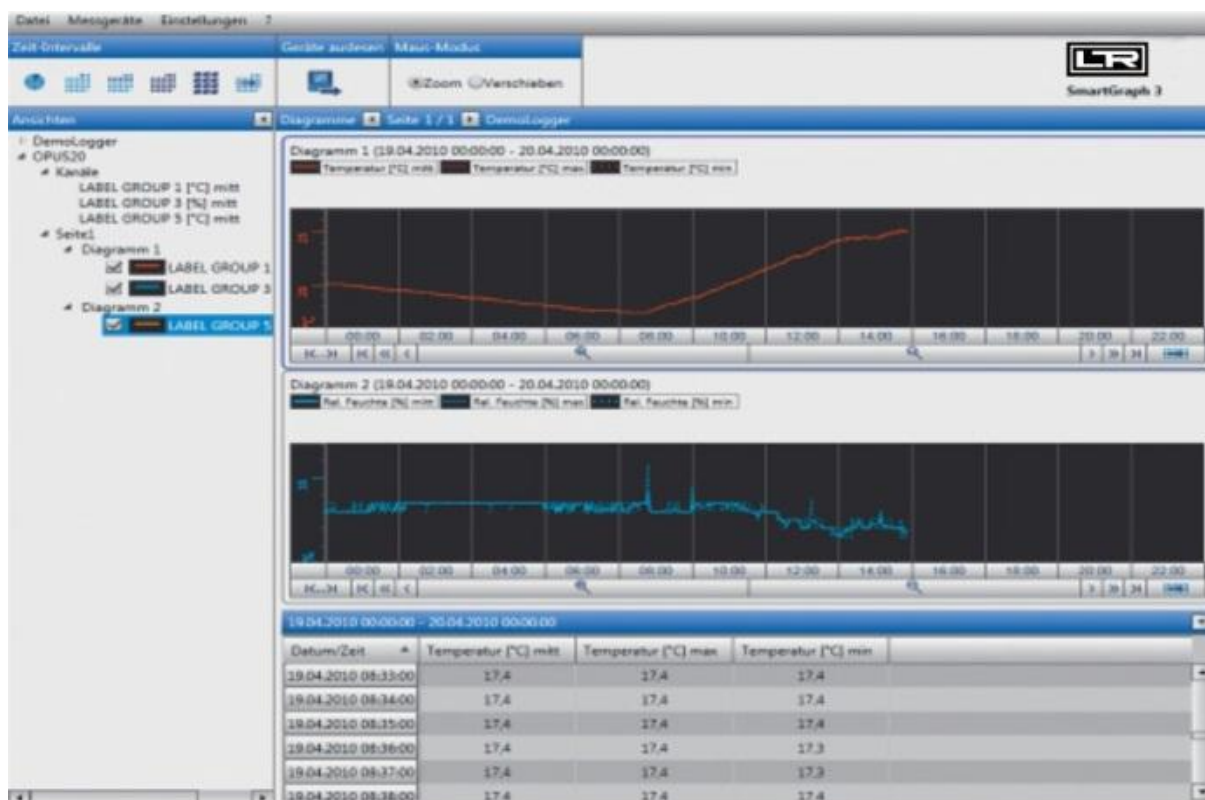 Datei Messgeräte Einstellungen ?
Zeit-Intervalle
Geräte auslesen
Maus-Modus
Zoom Verschieben
LTR
SmartGraph 3
Ansichten
Diagramme Seite 1 / 1 DemoLogger
DemoLogger
OPUS20
Kanäle
LABEL GROUP 1 [°C] mitt
LABEL GROUP 3 [%] mitt
LABEL GROUP 5 [°C] mitt
Seite1
Diagramm 1
LABEL GROUP 1
LABEL GROUP 3
Diagramm 2
LABEL GROUP 5
Diagramm 1 (19.04.2010 00:00:00 - 20.04.2010 00:00:00)
Temperatur [°C] mitt Temperatur [°C] max Temperatur [°C] min
00:00 02:00 04:00 06:00 08:00 10:00 12:00 14:00 16:00 18:00 20:00 22:00
Diagramm 2 (19.04.2010 00:00:00 - 20.04.2010 00:00:00)
Rel. Feuchte [%] mitt Rel. Feuchte [%] max Rel. Feuchte [%] min
00:00 02:00 04:00 06:00 08:00 10:00 12:00 14:00 16:00 18:00 20:00 22:00
19.04.2010 00:00:00 - 20.04.2010 00:00:00
Datum/Zeit Temperatur [°C] mitt Temperatur [°C] max Temperatur [°C] min
19.04.2010 08:33:00 17,4 17,4 17,4
19.04.2010 08:34:00 17,4 17,4 17,4
19.04.2010 08:35:00 17,4 17,4 17,4
19.04.2010 08:36:00 17,4 17,4 17,3
19.04.2010 08:37:00 17,4 17,4 17,3
19.04.2010 08:38:00 17,4 17,4 17,4